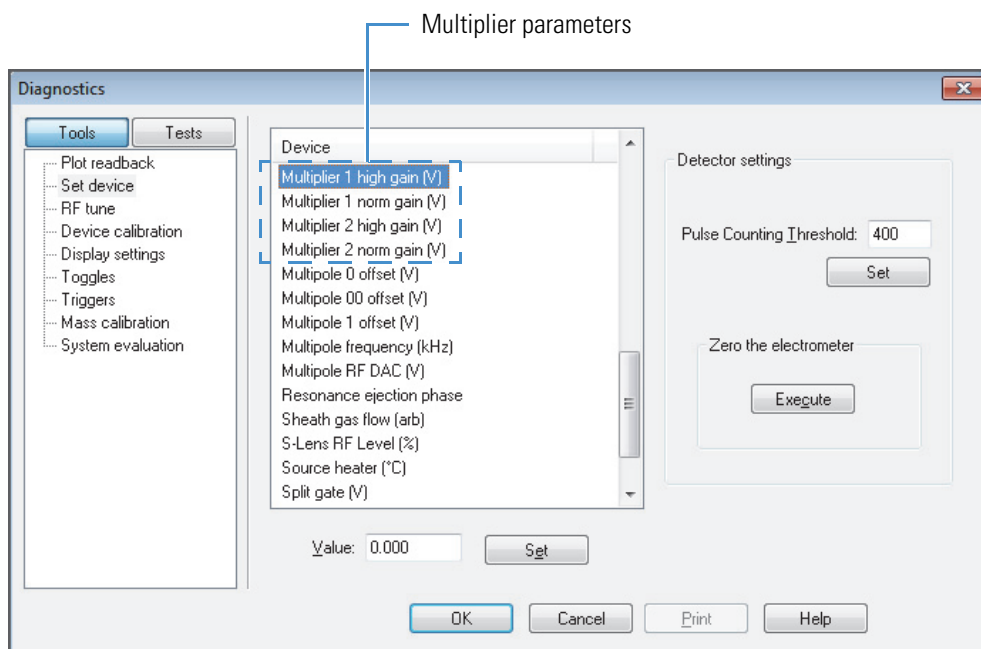 Multiplier parameters
Diagnostics
Tools
Tests
Plot readback
Set device
RF tune
Device calibration
Display settings
Toggles
Triggers
Mass calibration
System evaluation
Device
Multiplier 1 high gain (V)
Multiplier 1 norm gain (V)
Multiplier 2 high gain (V)
Multiplier 2 norm gain (V)
Multipole 0 offset (V)
Multipole 00 offset (V)
Multipole 1 offset (V)
Multipole frequency (kHz)
Multipole RF DAC (V)
Resonance ejection phase
Sheath gas flow (arb)
S-Lens RF Level (%)
Source heater (°C)
Split gate (V)
Value: 0.000
Set
Detector settings
Pulse Counting Threshold: 400
Set
Zero the electrometer
Execute
OK
Cancel
Print
Help